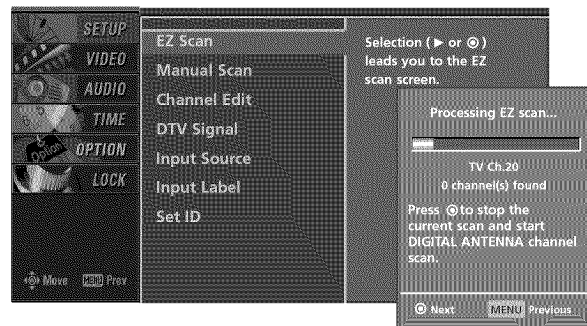 SETUP
VIDEO
AUDIO
TIME
OPTION
LOCK
Move MENU Prev
EZ Scan
Manual Scan
Channel Edit
DTV Signal
Input Source
Input Label
Set ID
Selection ( ▶ or ◉ )
leads you to the EZ
scan screen.
Processing EZ scan...
TV Ch.20
0 channel(s) found
Press ◉ to stop the
current scan and start
DIGITAL ANTENNA channel
scan.
◉ Next MENU Previous